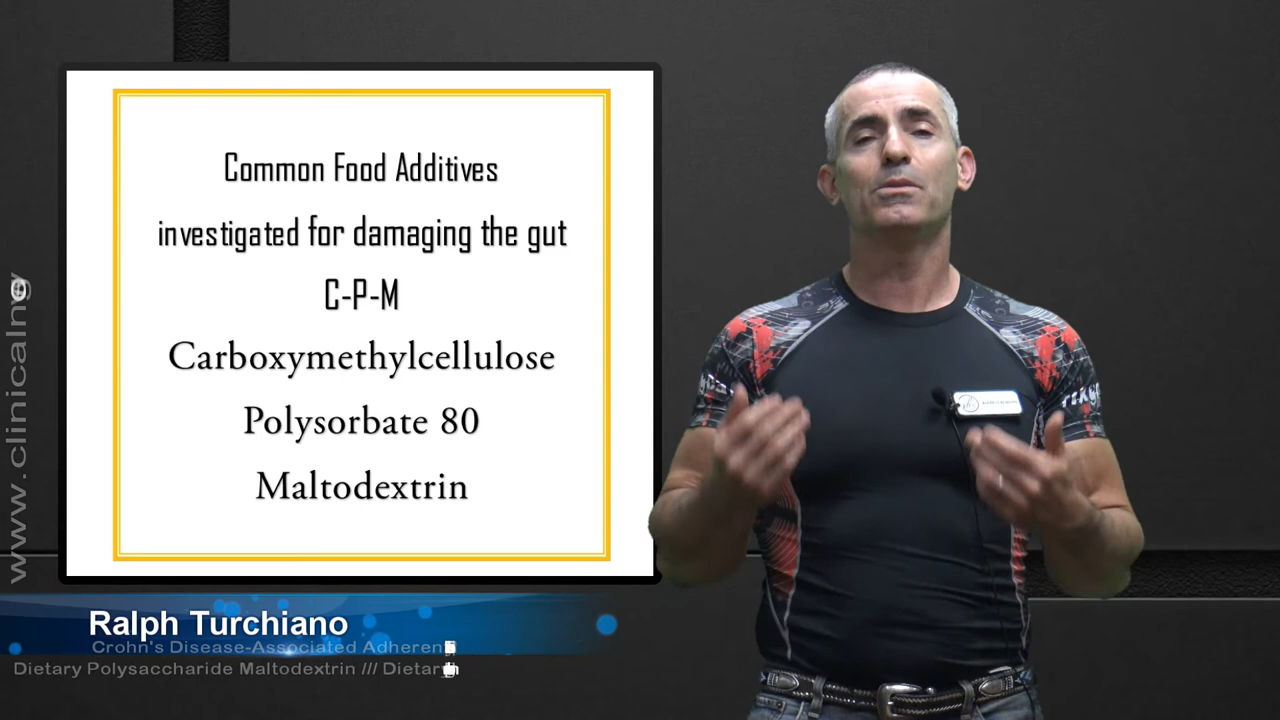 Common Food Additives
investigated for damaging the gut
C-P-M
Carboxymethylcellulose
Polysorbate 80
Maltodextrin
www.clinicaln
Ralph Turchiano
Crohn's Disease-Associated Adheren
Dietary Polysaccharide Maltodextrin /// Dietar